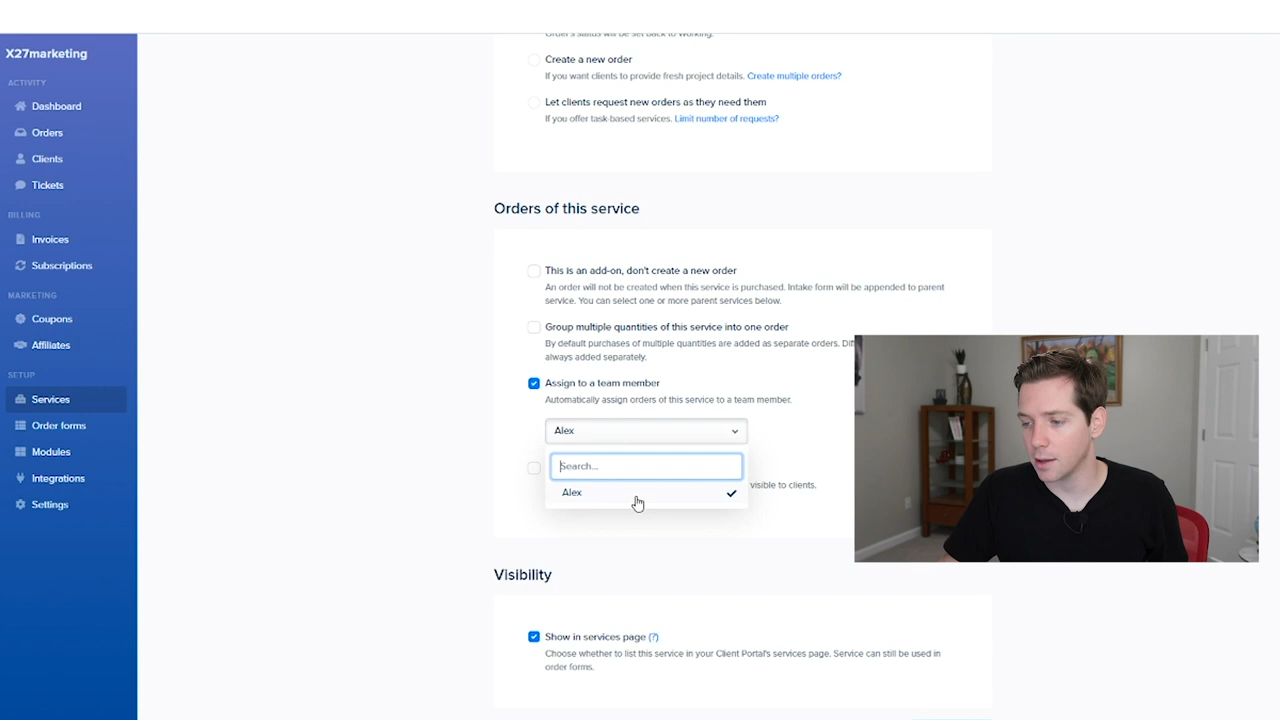 X27marketing
ACTIVITY
Dashboard
Orders
Clients
Tickets
BILLING
Invoices
Subscriptions
MARKETING
Coupons
Affiliates
SETUP
Services
Order forms
Modules
Integrations
Settings
Order's status will be set back to Working.
Create a new order
If you want clients to provide fresh project details. Create multiple orders?
Let clients request new orders as they need them
If you offer task-based services. Limit number of requests?
Orders of this service
This is an add-on, don't create a new order
An order will not be created when this service is purchased. Intake form will be appended to parent
service. You can select one or more parent services below.
Group multiple quantities of this service into one order
By default purchases of multiple quantities are added as separate orders.
always added separately.
Assign to a team member
Automatically assign orders of this service to a team member.
Alex
Search...
Alex
visible to clients.
Visibility
Show in services page (?)
Choose whether to list this service in your Client Portal's services page. Service can still be used in
order forms.